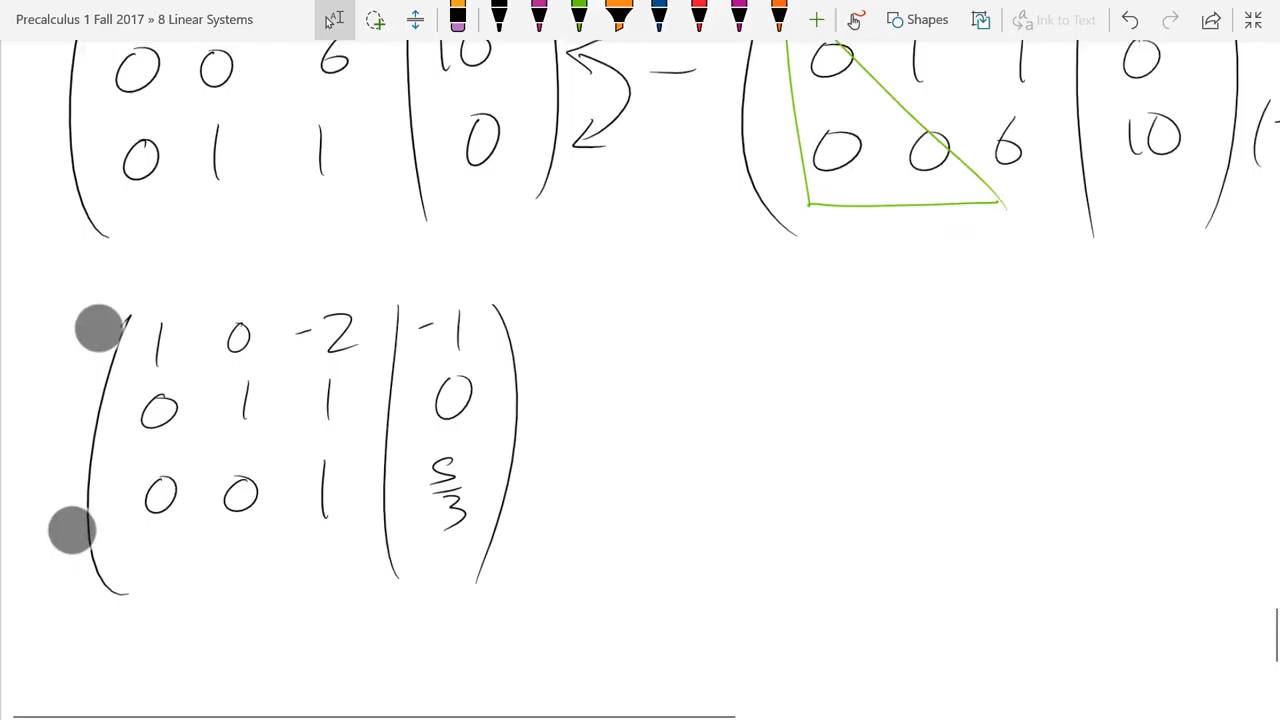 Precalculus 1 Fall 2017 » 8 Linear Systems
Shapes
Ink to Text
0 0 6 10
0 1 1 0
0 1 1 0
0 0 6 10
1 0 -2 -1
0 1 1 0
0 0 1 5/3